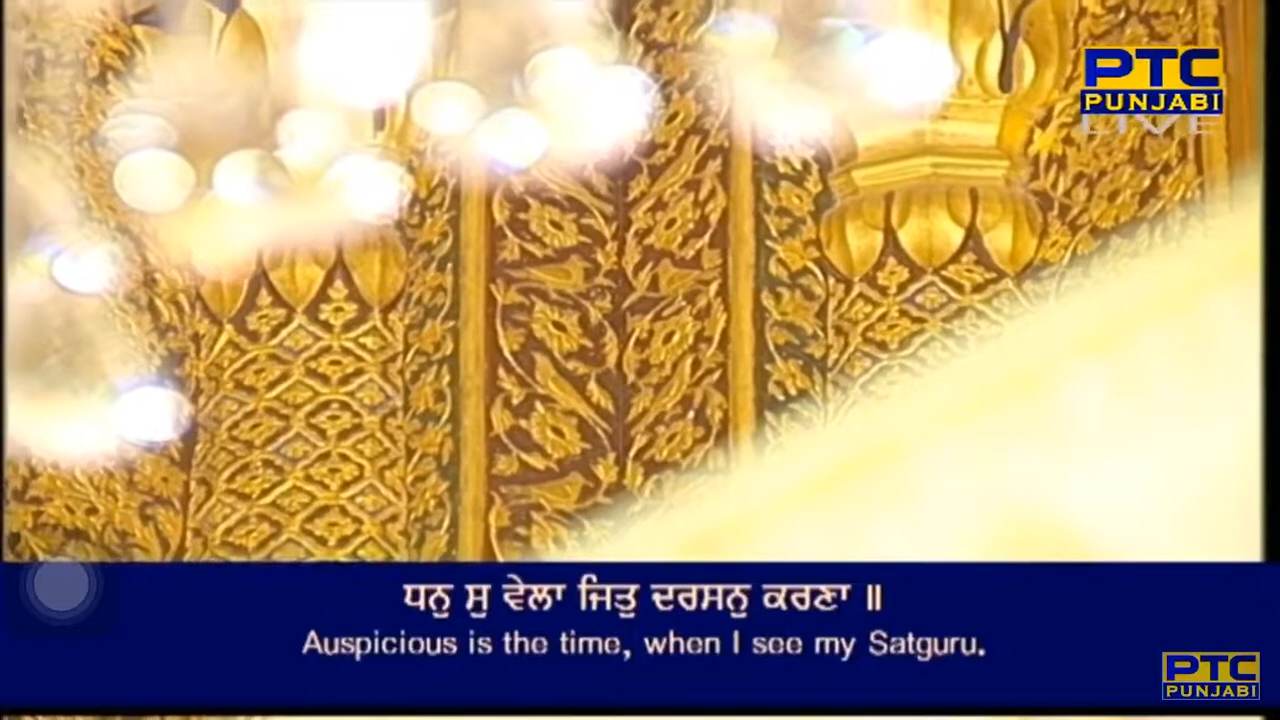 PTC
PUNJABI
LIVE
ਧਨੁ ਸੁ ਵੇਲਾ ਜਿਤੁ ਦਰਸਨੁ ਕਰਣਾ ॥
Auspicious is the time, when I see my Satguru.
PTC
PUNJABI